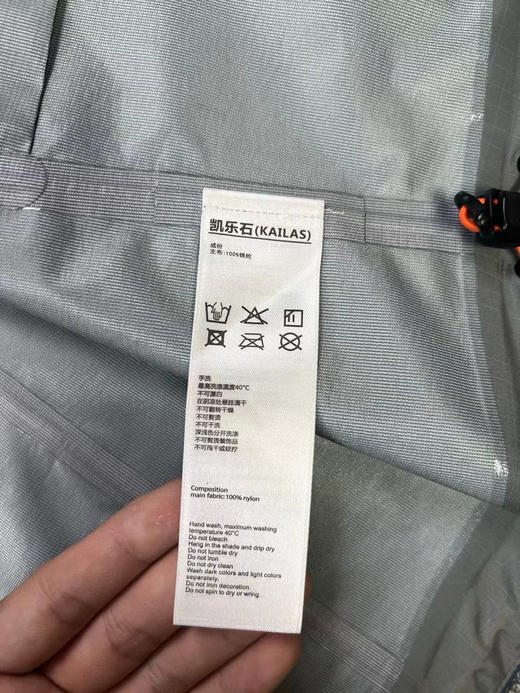 凯乐石(KAILAS)
成份
主布:100%锦纶
手洗
最高洗涤温度40°C
不可漂白
在阴凉处悬挂滴干
不可翻转干燥
不可熨烫
不可干洗
深浅色分开洗涤
不可熨烫装饰品
不可甩干或绞拧
Composition
main fabric:100% nylon
Hand wash, maximum washing
temperature 40°C
Do not bleach
Hang in the shade and drip dry
Do not tumble dry
Do not iron
Do not dry clean
Wash dark colors and light colors
separately.
Do not iron decoration.
Do not spin to dry or wring.